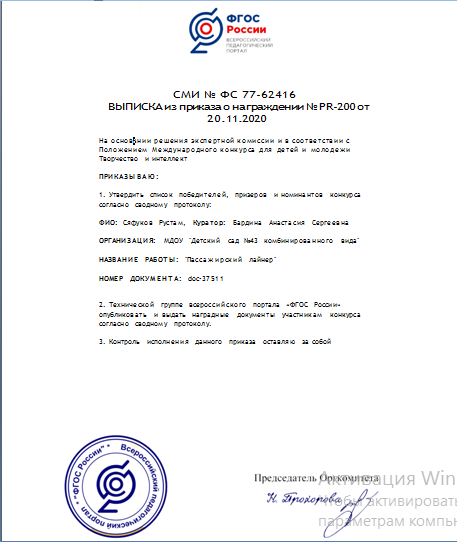 ФГОС
России
ВСЕРОССИЙСКИЙ
ПЕДАГОГИЧЕСКИЙ
ПОРТАЛ
СМИ № ФС 77-62416
ВЫПИСКА из приказа о награждении № PR-200 от
20.11.2020
На основании решения экспертной комиссии и в соответствии с
Положением Международного конкурса для детей и молодежи
Творчество и интеллект
ПРИКАЗЫВАЮ:
1. Утвердить список победителей, призеров и номинантов конкурса
согласно сводному протоколу:
ФИО: Сяфуков Рустам, Куратор: Бардина Анастасия Сергеевна
ОРГАНИЗАЦИЯ: МДОУ "Детский сад №43 комбинированного вида"
НАЗВАНИЕ РАБОТЫ: "Пассажирский лайнер"
НОМЕР ДОКУМЕНТА: doc-37511
2. Технической группе всероссийского портала «ФГОС России»
опубликовать и выдать наградные документы участникам конкурса
согласно сводному протоколу.
3. Контроль исполнения данного приказа оставляю за собой
Всероссийский педагогический портал * "ФГОС России" *
Председатель Оргкомитета
Н. Прохорова
Активация Win
Чтобы активировать
параметрам компь